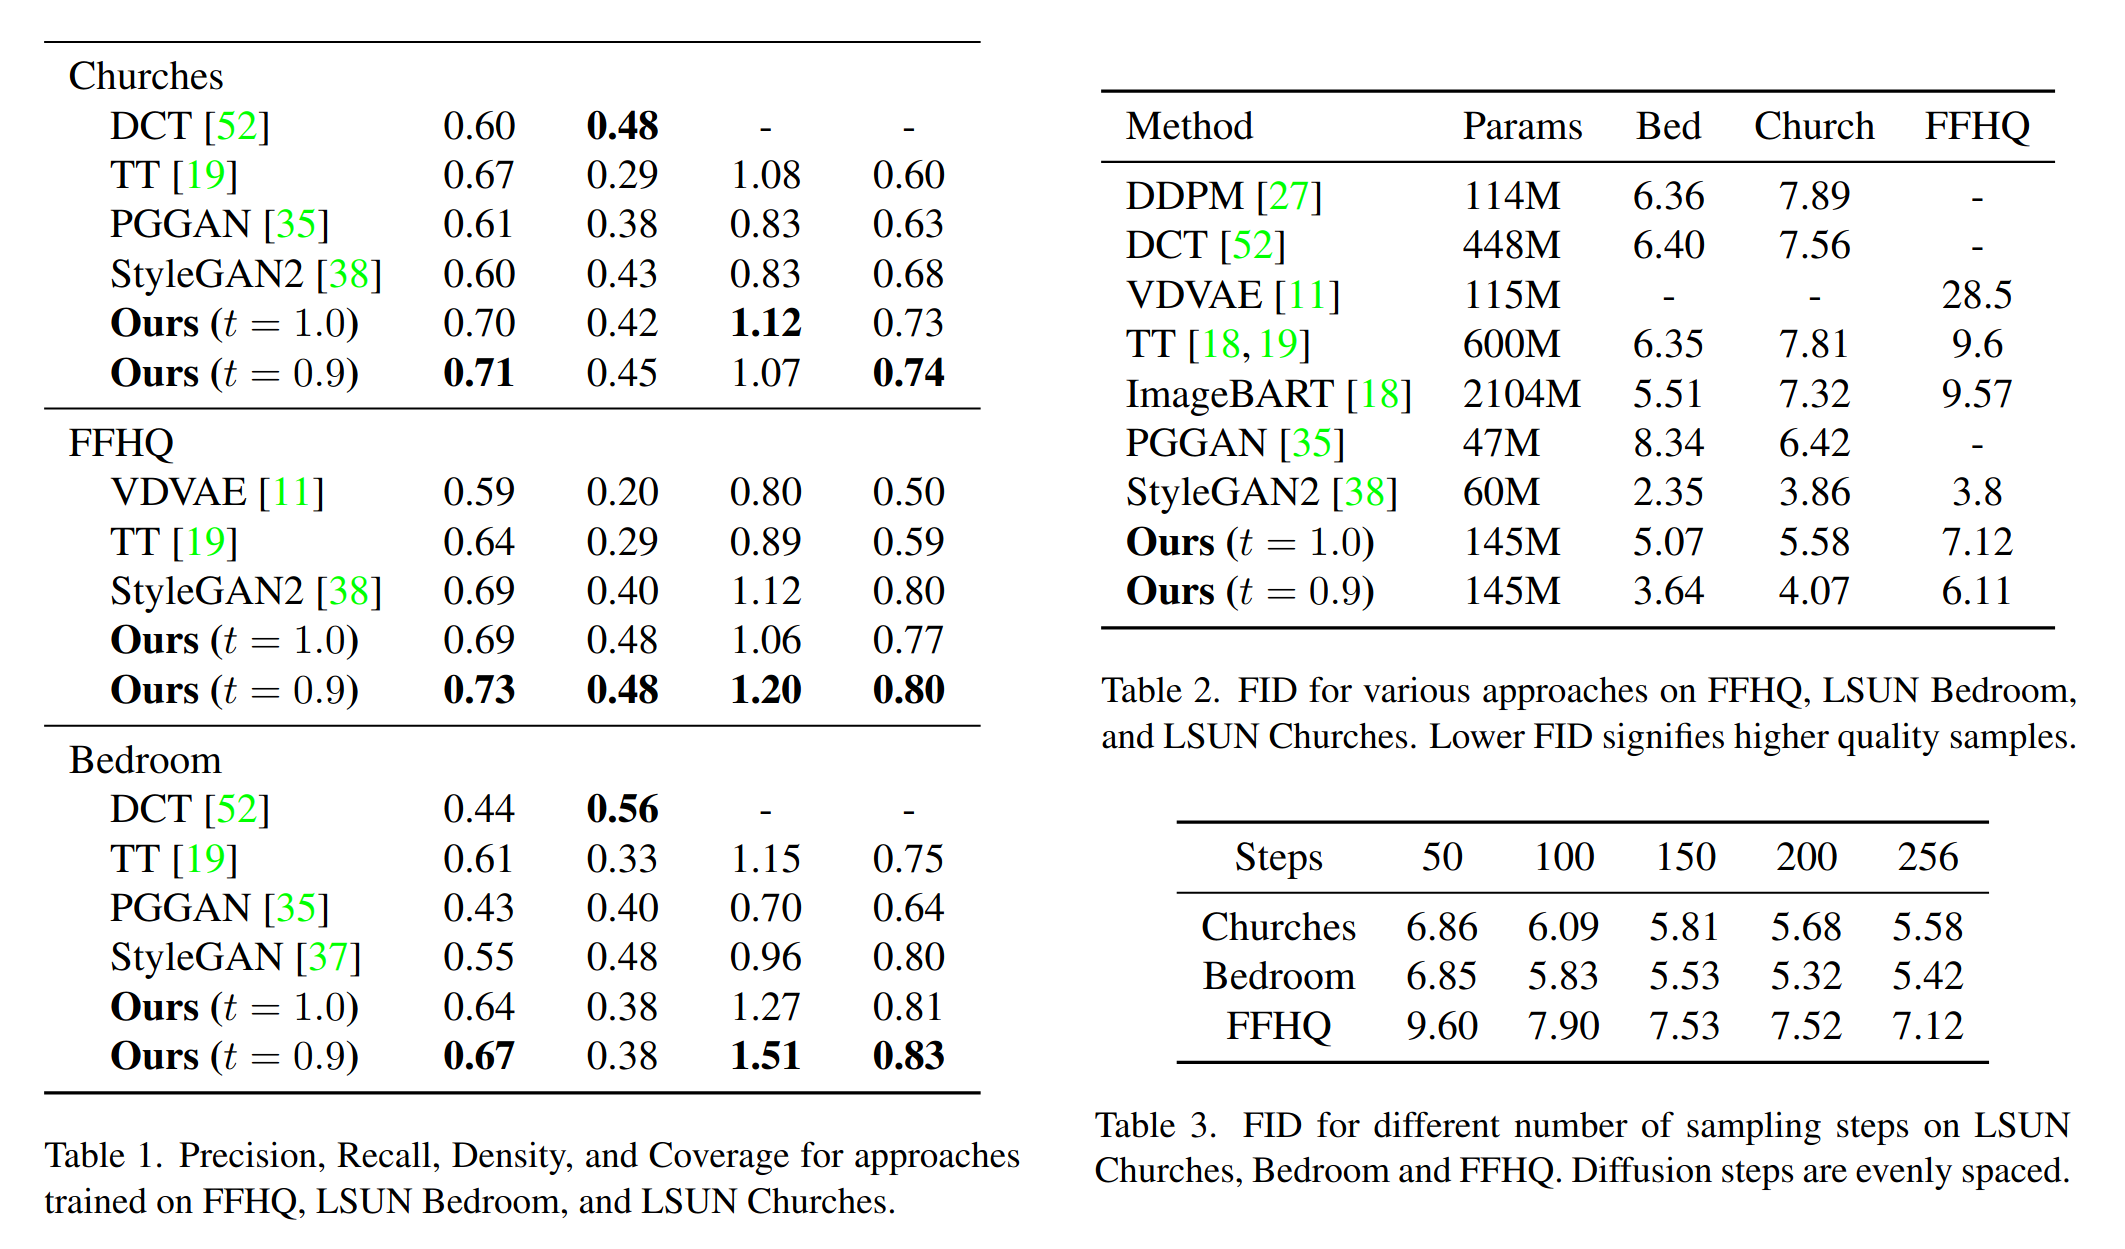 Churches
DCT [52] 0.60 0.48 - -
TT [19] 0.67 0.29 1.08 0.60
PGGAN [35] 0.61 0.38 0.83 0.63
StyleGAN2 [38] 0.60 0.43 0.83 0.68
Ours (t = 1.0) 0.70 0.42 1.12 0.73
Ours (t = 0.9) 0.71 0.45 1.07 0.74
FFHQ
VDVAE [11] 0.59 0.20 0.80 0.50
TT [19] 0.64 0.29 0.89 0.59
StyleGAN2 [38] 0.69 0.40 1.12 0.80
Ours (t = 1.0) 0.69 0.48 1.06 0.77
Ours (t = 0.9) 0.73 0.48 1.20 0.80
Bedroom
DCT [52] 0.44 0.56 - -
TT [19] 0.61 0.33 1.15 0.75
PGGAN [35] 0.43 0.40 0.70 0.64
StyleGAN [37] 0.55 0.48 0.96 0.80
Ours (t = 1.0) 0.64 0.38 1.27 0.81
Ours (t = 0.9) 0.67 0.38 1.51 0.83
Table 1. Precision, Recall, Density, and Coverage for approaches
trained on FFHQ, LSUN Bedroom, and LSUN Churches.
Method Params Bed Church FFHQ
DDPM [27] 114M 6.36 7.89 -
DCT [52] 448M 6.40 7.56 -
VDVAE [11] 115M - - 28.5
TT [18, 19] 600M 6.35 7.81 9.6
ImageBART [18] 2104M 5.51 7.32 9.57
PGGAN [35] 47M 8.34 6.42 -
StyleGAN2 [38] 60M 2.35 3.86 3.8
Ours (t = 1.0) 145M 5.07 5.58 7.12
Ours (t = 0.9) 145M 3.64 4.07 6.11
Table 2. FID for various approaches on FFHQ, LSUN Bedroom,
and LSUN Churches. Lower FID signifies higher quality samples.
Steps 50 100 150 200 256
Churches 6.86 6.09 5.81 5.68 5.58
Bedroom 6.85 5.83 5.53 5.32 5.42
FFHQ 9.60 7.90 7.53 7.52 7.12
Table 3. FID for different number of sampling steps on LSUN
Churches, Bedroom and FFHQ. Diffusion steps are evenly spaced.